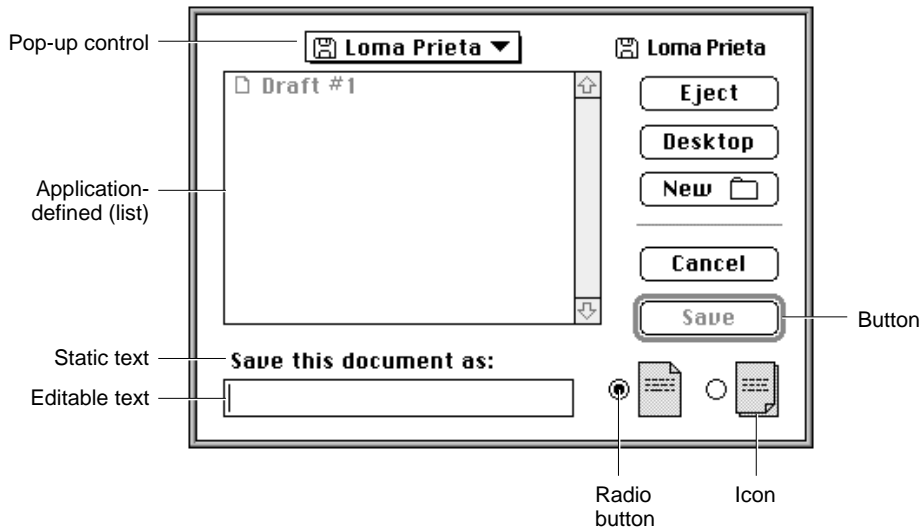 Pop-up control
Loma Prieta
Loma Prieta
Draft #1
Eject
Desktop
New
Application-
defined (list)
Cancel
Save
Button
Static text
Save this document as:
Editable text
Radio
button
Icon